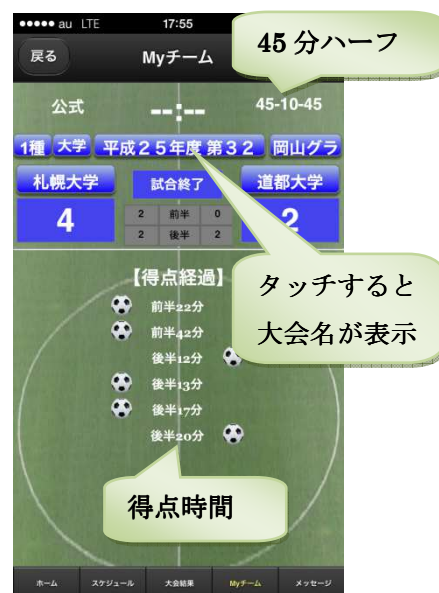 au LTE 17:55
45分ハーフ
戻る Myチーム
公式 --:-- 45-10-45
1種 大学 平成25年度 第32 岡山グラ
札幌大学 試合終了 道都大学
4 2 前半 0 2
2 後半 2
タッチすると
大会名が表示
【得点経過】
前半22分
前半42分
後半12分
後半13分
後半17分
後半20分
得点時間
ホーム スケジュール 大会結果 Myチーム メッセージ